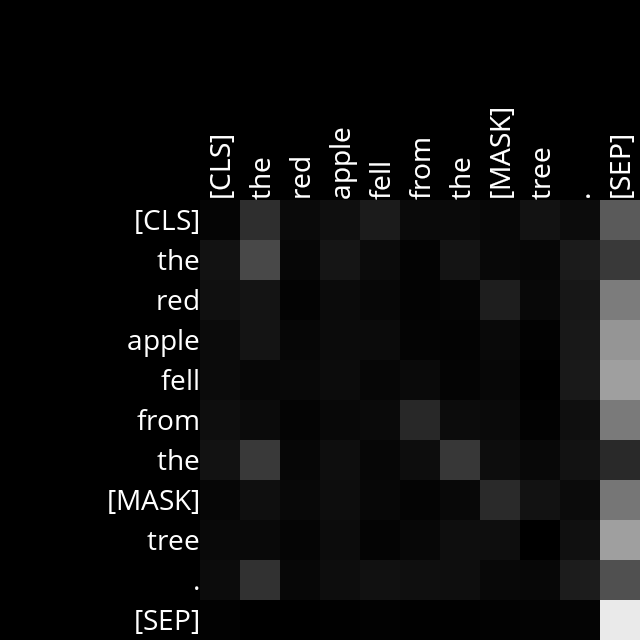 [CLS] the red apple fell from the [MASK] tree . [SEP]
[CLS]
the
red
apple
fell
from
the
[MASK]
tree
.
[SEP]